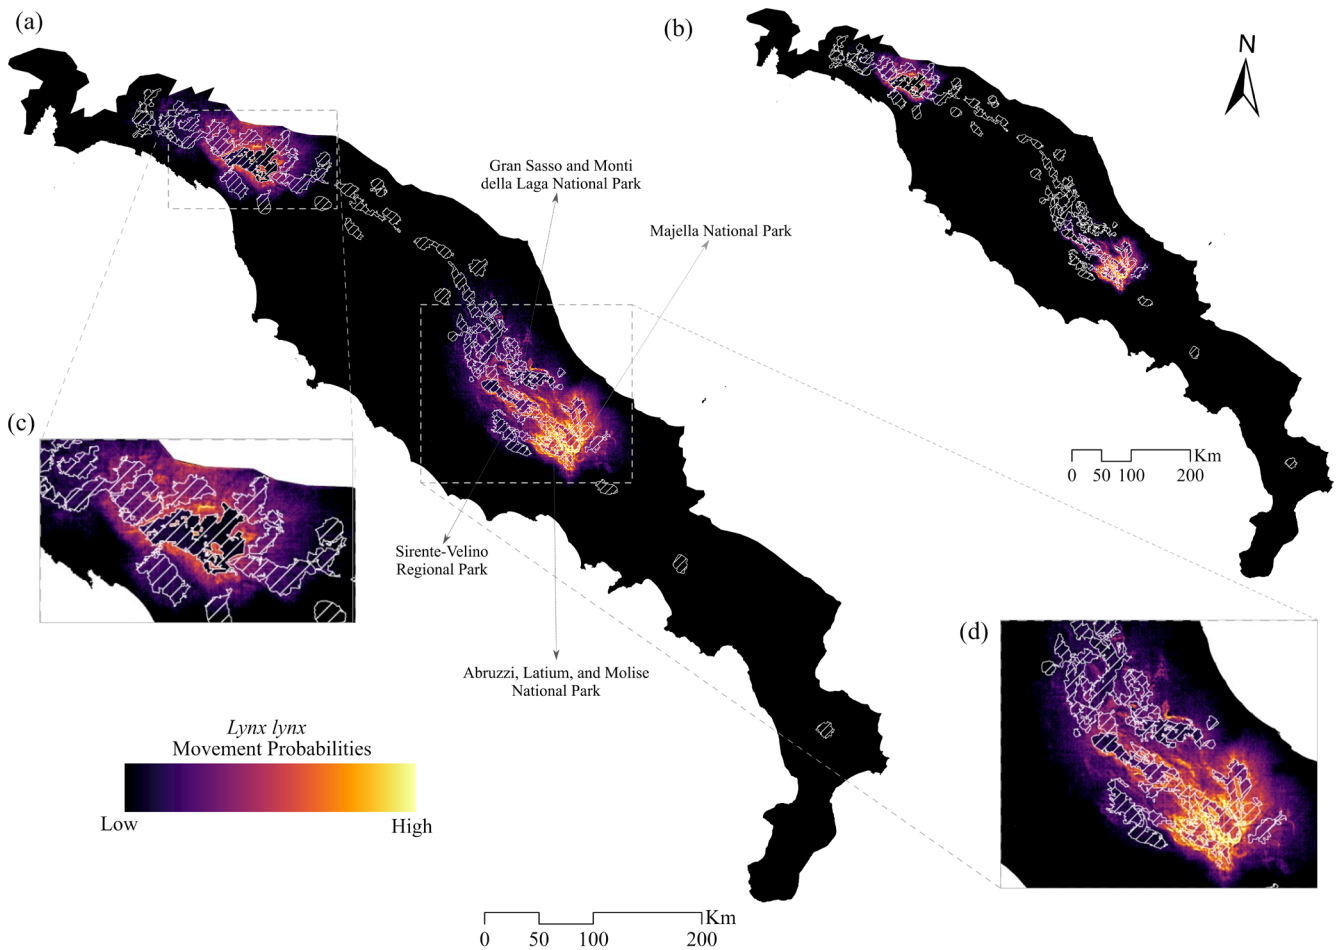 (a)
(b)
N
Gran Sasso and Monti
della Laga National Park
Majella National Park
(c)
Km
0 50 100 200
Sirente-Velino
Regional Park
(d)
Abruzzi, Latium, and Molise
National Park
Lynx lynx
Movement Probabilities
Low High
Km
0 50 100 200